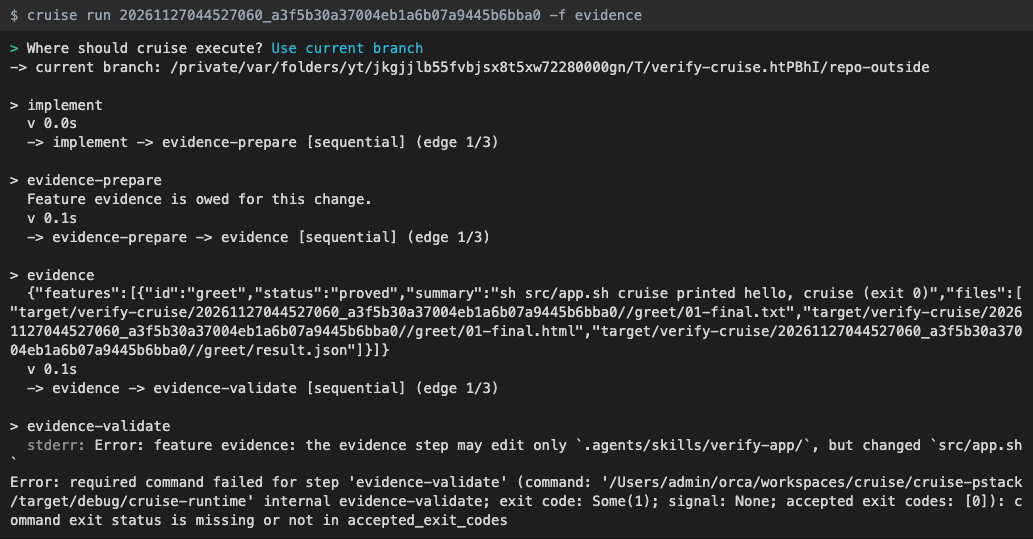 $ cruise run 20261127044527060_a3f5b30a37004eb1a6b07a9445b6bba0 -f evidence
> Where should cruise execute? Use current branch
-> current branch: /private/var/folders/yt/jkgjjlb55fvbjsx8t5xw72280000gn/T/verify-cruise.htPBhI/repo-outside
> implement
v 0.0s
-> implement -> evidence-prepare [sequential] (edge 1/3)
> evidence-prepare
Feature evidence is owed for this change.
v 0.1s
-> evidence-prepare -> evidence [sequential] (edge 1/3)
> evidence
{"features":[{"id":"greet","status":"proved","summary":"sh src/app.sh cruise printed hello, cruise (exit 0)","files":[
"target/verify-cruise/20261127044527060_a3f5b30a37004eb1a6b07a9445b6bba0//greet/01-final.txt","target/verify-cruise/2026
1127044527060_a3f5b30a37004eb1a6b07a9445b6bba0//greet/01-final.html","target/verify-cruise/20261127044527060_a3f5b30a370
04eb1a6b07a9445b6bba0//greet/result.json"]}]}
v 0.1s
-> evidence -> evidence-validate [sequential] (edge 1/3)
> evidence-validate
stderr: Error: feature evidence: the evidence step may edit only `.agents/skills/verify-app/`, but changed `src/app.sh
`
Error: required command failed for step 'evidence-validate' (command: '/Users/admin/orca/workspaces/cruise/cruise-pstack
/target/debug/cruise-runtime' internal evidence-validate; exit code: Some(1); signal: None; accepted exit codes: [0]): c
ommand exit status is missing or not in accepted_exit_codes